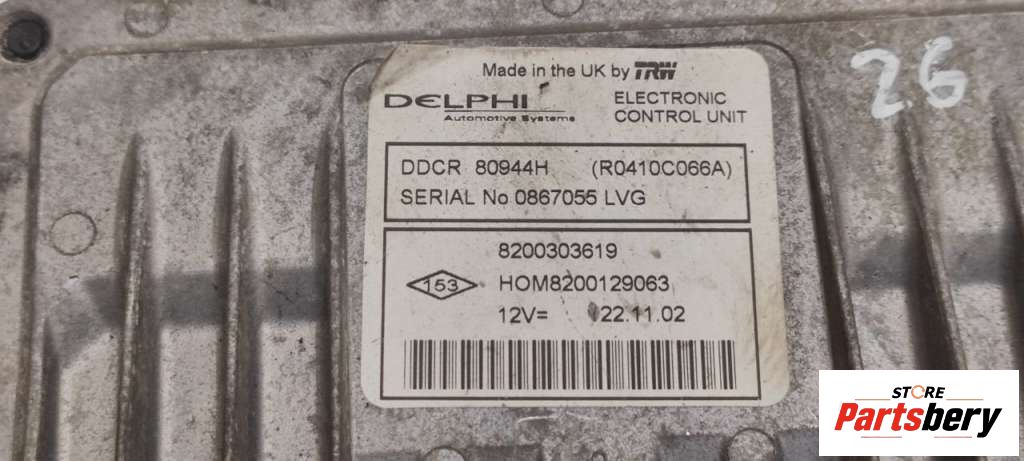 Made in the UK by TRW
DELPHI
Automotive Systems
ELECTRONIC
CONTROL UNIT
DDCR 80944H (R0410C066A)
SERIAL No 0867055 LVG
8200303619
153
HOM8200129063
12V= 22.11.02
26
STORE
Partsbery